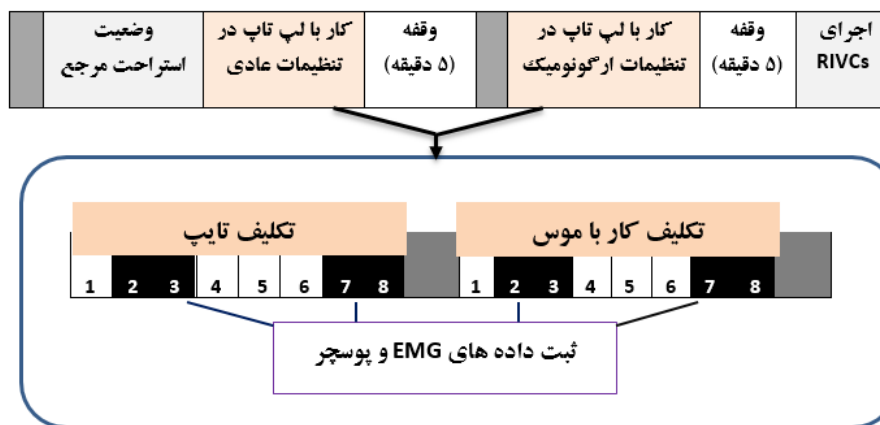 اجرای
RIVCs
وقفه
(۵ دقیقه)
کار با لپ تاپ در
تنظیمات ارگونومیک
وقفه
(۵ دقیقه)
کار با لپ تاپ در
تنظیمات عادی
وضعیت
استراحت مرجع
تکلیف کار با موس
تکلیف تایپ
1 2 3 4 5 6 7 8
1 2 3 4 5 6 7 8
ثبت داده های EMG و پوسچر